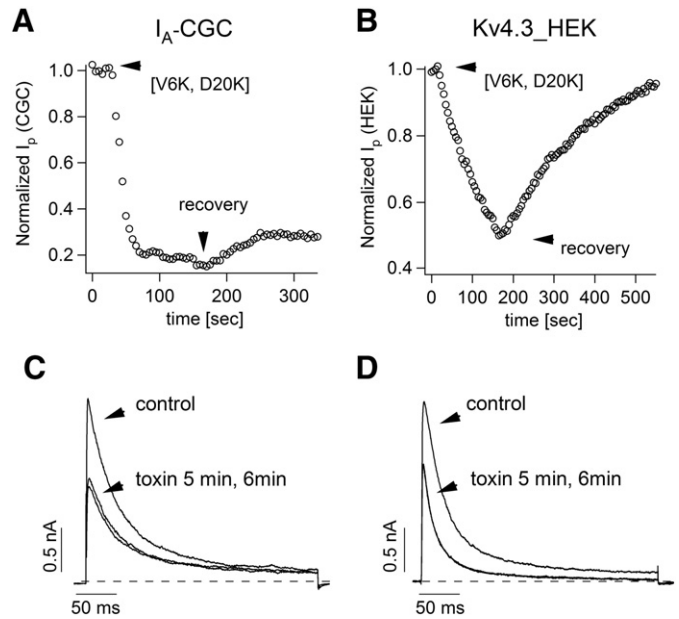 A
I_A-CGC
Normalized I_p (CGC)
1.0
0.8
0.6
0.4
0.2
[V6K, D20K]
recovery
0
100
200
300
time [sec]
B
Kv4.3_HEK
Normalized I_p (HEK)
1.0
0.8
0.6
0.4
[V6K, D20K]
recovery
0
100
200
300
400
500
time [sec]
C
control
toxin 5 min, 6min
0.5 nA
50 ms
D
control
toxin 5 min, 6min
0.5 nA
50 ms